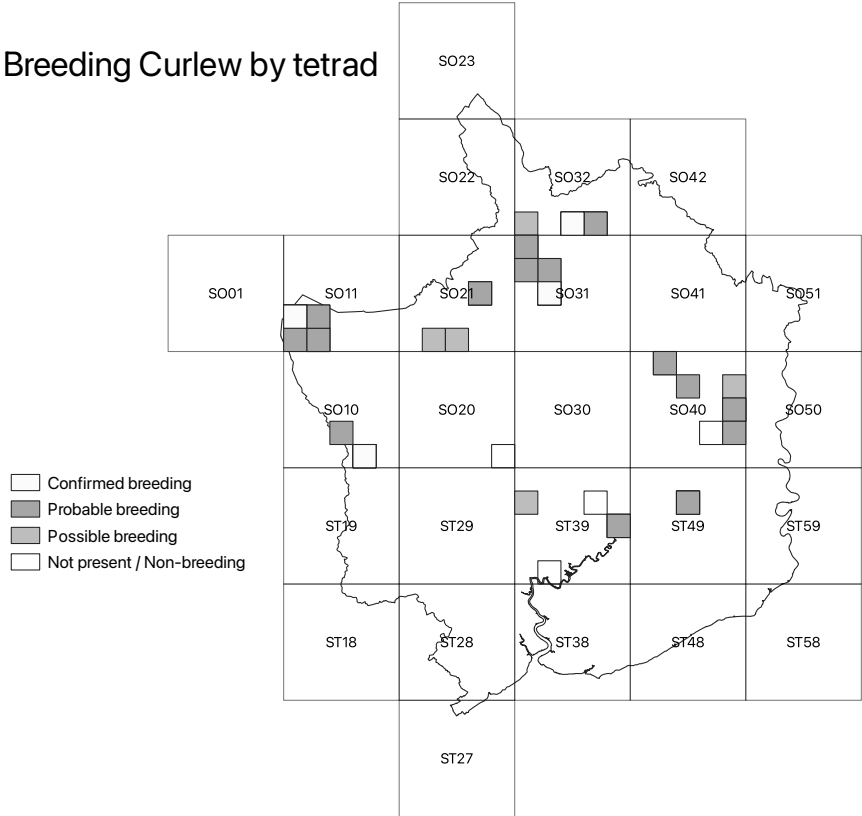 SO23
Breeding Curlew by tetrad
SO22 SO32 SO42
SO01 SO11 SO21 SO31 SO41 SO51
SO10 SO20 SO30 SO40 SO50
Confirmed breeding
Probable breeding
Possible breeding
Not present / Non-breeding
ST19 ST29 ST39 ST49 ST59
ST18 ST28 ST38 ST48 ST58
ST27